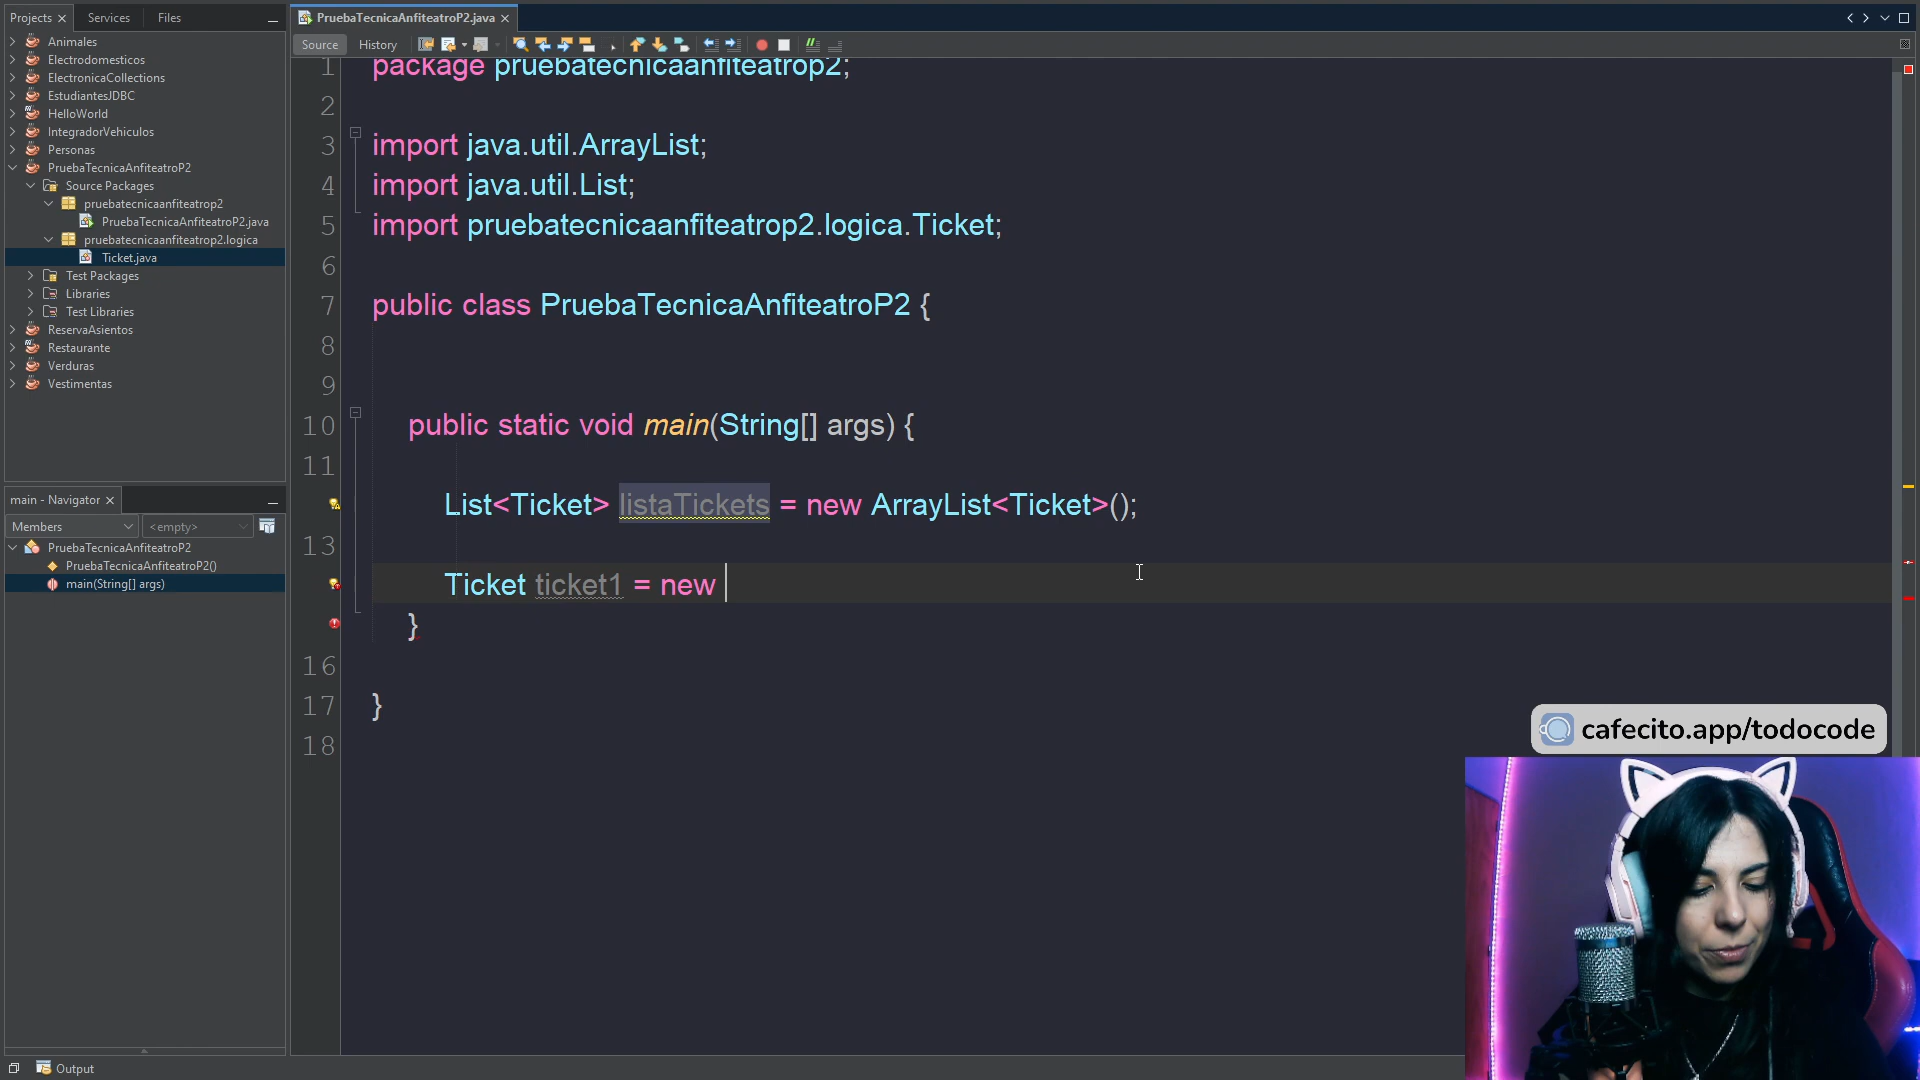 Projects
Services
Files
Animales
Electrodomesticos
ElectronicaCollections
EstudiantesJDBC
HelloWorld
IntegradorVehiculos
Personas
PruebaTecnicaAnfiteatroP2
Source Packages
pruebatecnicaanfiteatrop2
PruebaTecnicaAnfiteatroP2.java
pruebatecnicaanfiteatrop2.logica
Ticket.java
Test Packages
Libraries
Test Libraries
ReservaAsientos
Restaurante
Verduras
Vestimentas
main - Navigator
Members
<empty>
PruebaTecnicaAnfiteatroP2
PruebaTecnicaAnfiteatroP2()
main(String[] args)
Output
PruebaTecnicaAnfiteatroP2.java
Source
History
1 package pruebatecnicaanfiteatrop2;
2
3 import java.util.ArrayList;
4 import java.util.List;
5 import pruebatecnicaanfiteatrop2.logica.Ticket;
6
7 public class PruebaTecnicaAnfiteatroP2 {
8
9
10 public static void main(String[] args) {
11
List<Ticket> listaTickets = new ArrayList<Ticket>();
13
Ticket ticket1 = new
}
16
17 }
18
cafecito.app/todocode